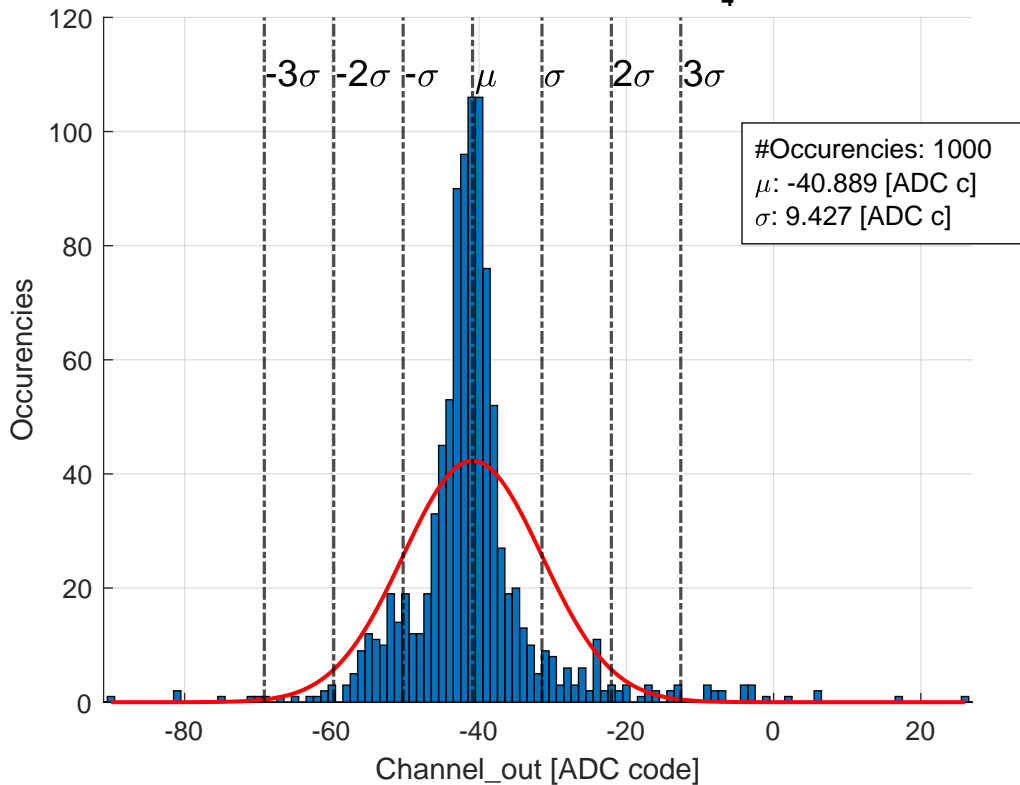 4
120
100
80
60
40
20
0
-3σ -2σ -σ μ σ 2σ 3σ
#Occurencies: 1000
μ: -40.889 [ADC c]
σ: 9.427 [ADC c]
Occurencies
-80 -60 -40 -20 0 20
Channel_out [ADC code]